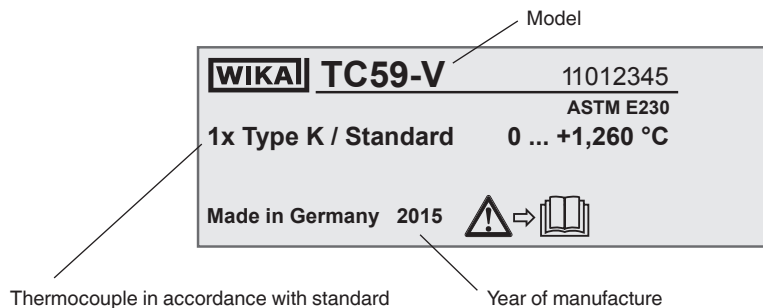 Model
WIKAI TC59-V 11012345
ASTM E230
1x Type K / Standard 0 ... +1,260 °C
Made in Germany 2015
Thermocouple in accordance with standard
Year of manufacture